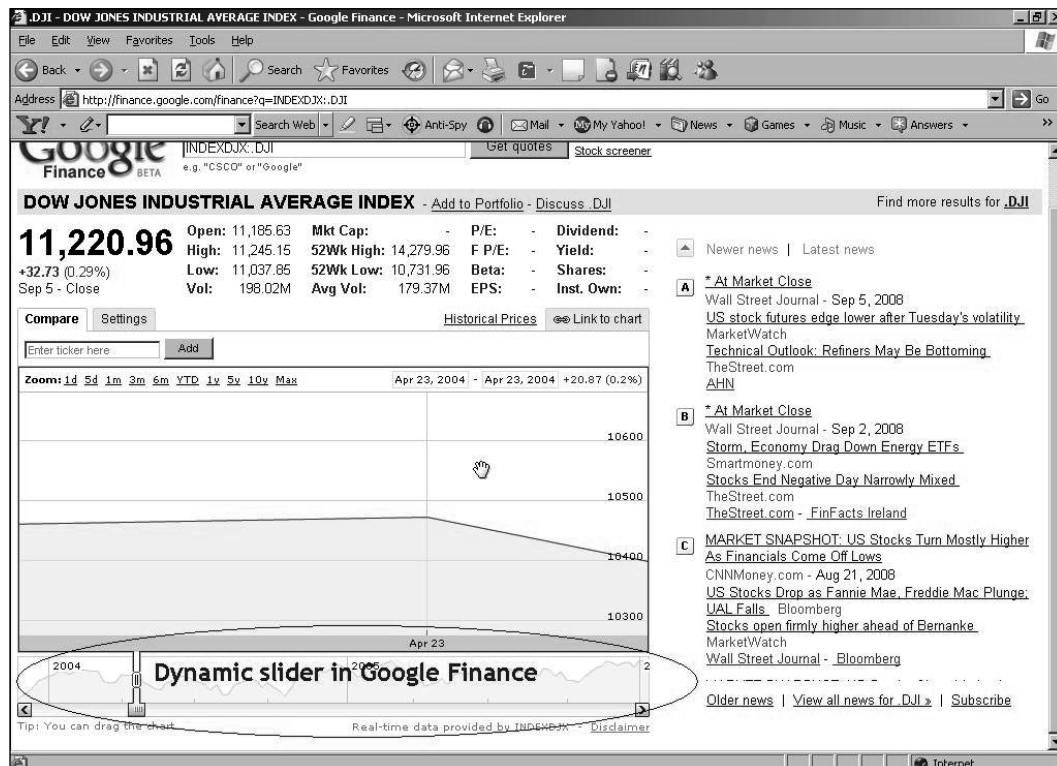 .DJI - DOW JONES INDUSTRIAL AVERAGE INDEX - Google Finance - Microsoft Internet Explorer
File Edit View Favorites Tools Help
Back Search Favorites
Address http://finance.google.com/finance?q=INDEXDJX:.DJI Go
Y! Search Web Anti-Spy Mail My Yahoo! News Games Music Answers »
Google INDEXDJX:.DJI Get quotes Stock screener
Finance BETA e.g. "CSCO" or "Google"
DOW JONES INDUSTRIAL AVERAGE INDEX - Add to Portfolio - Discuss .DJI Find more results for .DJI
11,220.96
+32.73 (0.29%)
Sep 5 - Close
Open: 11,185.63 Mkt Cap: - P/E: - Dividend: -
High: 11,245.15 52Wk High: 14,279.96 F P/E: - Yield: -
Low: 11,037.85 52Wk Low: 10,731.96 Beta: - Shares: -
Vol: 198.02M Avg Vol: 179.37M EPS: - Inst. Own: -
Compare Settings Historical Prices Link to chart
Enter ticker here Add
Zoom: 1d 5d 1m 3m 6m YTD 1y 5y 10y Max Apr 23, 2004 - Apr 23, 2004 +20.87 (0.2%)
10600
10500
10400
10300
Apr 23
2004 2005 2
Dynamic slider in Google Finance
Tip: You can drag the chart Real-time data provided by INDEXDJX - Disclaimer
Newer news | Latest news
A * At Market Close
Wall Street Journal - Sep 5, 2008
US stock futures edge lower after Tuesday's volatility
MarketWatch
Technical Outlook: Refiners May Be Bottoming
TheStreet.com
AHN
B * At Market Close
Wall Street Journal - Sep 2, 2008
Storm, Economy Drag Down Energy ETFs
Smartmoney.com
Stocks End Negative Day Narrowly Mixed
TheStreet.com
TheStreet.com - FinFacts Ireland
C MARKET SNAPSHOT: US Stocks Turn Mostly Higher
As Financials Come Off Lows
CNNMoney.com - Aug 21, 2008
US Stocks Drop as Fannie Mae, Freddie Mac Plunge;
UAL Falls Bloomberg
Stocks open firmly higher ahead of Bernanke
MarketWatch
Wall Street Journal - Bloomberg
Older news | View all news for .DJI » | Subscribe
Internet